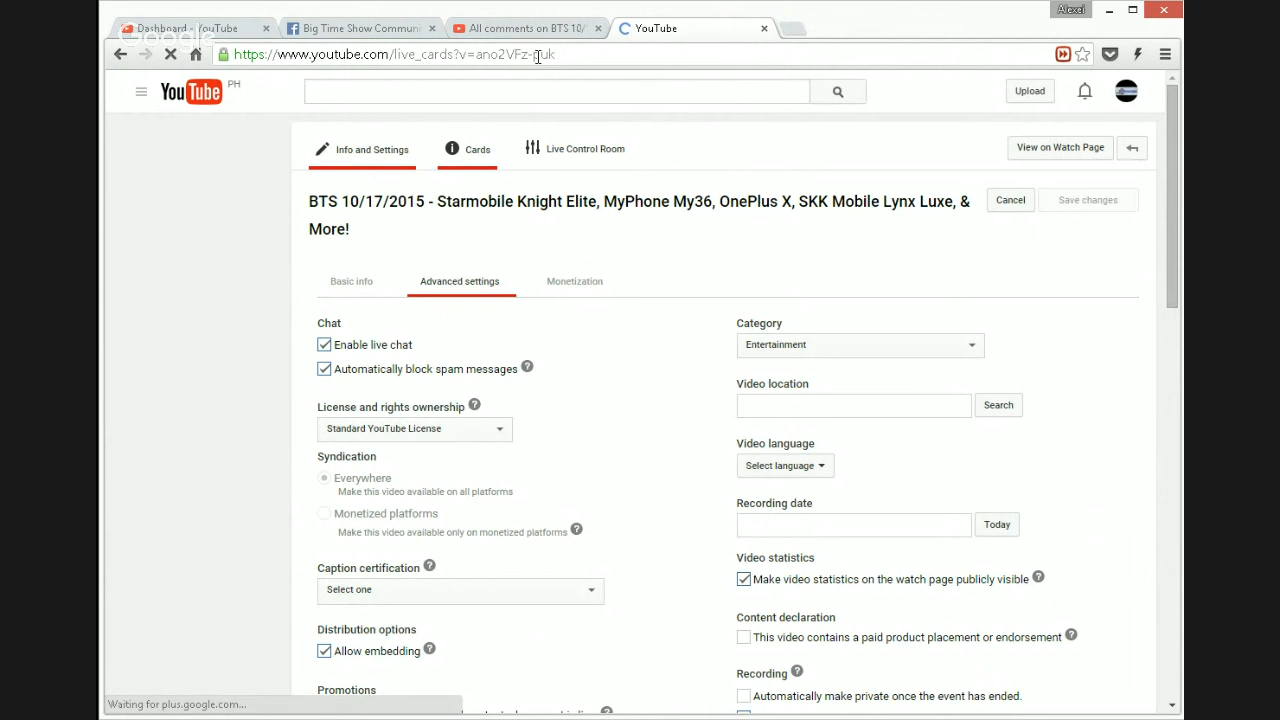 Alexei
Dashboard - YouTube
Big Time Show Commun
All comments on BTS 10/
YouTube
Google
https://www.youtube.com/live_cards?v=ano2VFz-puk
YouTube PH
Upload
Info and Settings
Cards
Live Control Room
View on Watch Page
BTS 10/17/2015 - Starmobile Knight Elite, MyPhone My36, OnePlus X, SKK Mobile Lynx Luxe, &
More!
Cancel
Save changes
Basic info
Advanced settings
Monetization
Chat
Enable live chat
Automatically block spam messages
License and rights ownership
Standard YouTube License
Syndication
Everywhere
Make this video available on all platforms
Monetized platforms
Make this video available only on monetized platforms
Caption certification
Select one
Distribution options
Allow embedding
Promotions
Category
Entertainment
Video location
Search
Video language
Select language
Recording date
Today
Video statistics
Make video statistics on the watch page publicly visible
Content declaration
This video contains a paid product placement or endorsement
Recording
Automatically make private once the event has ended.
Waiting for plus.google.com...